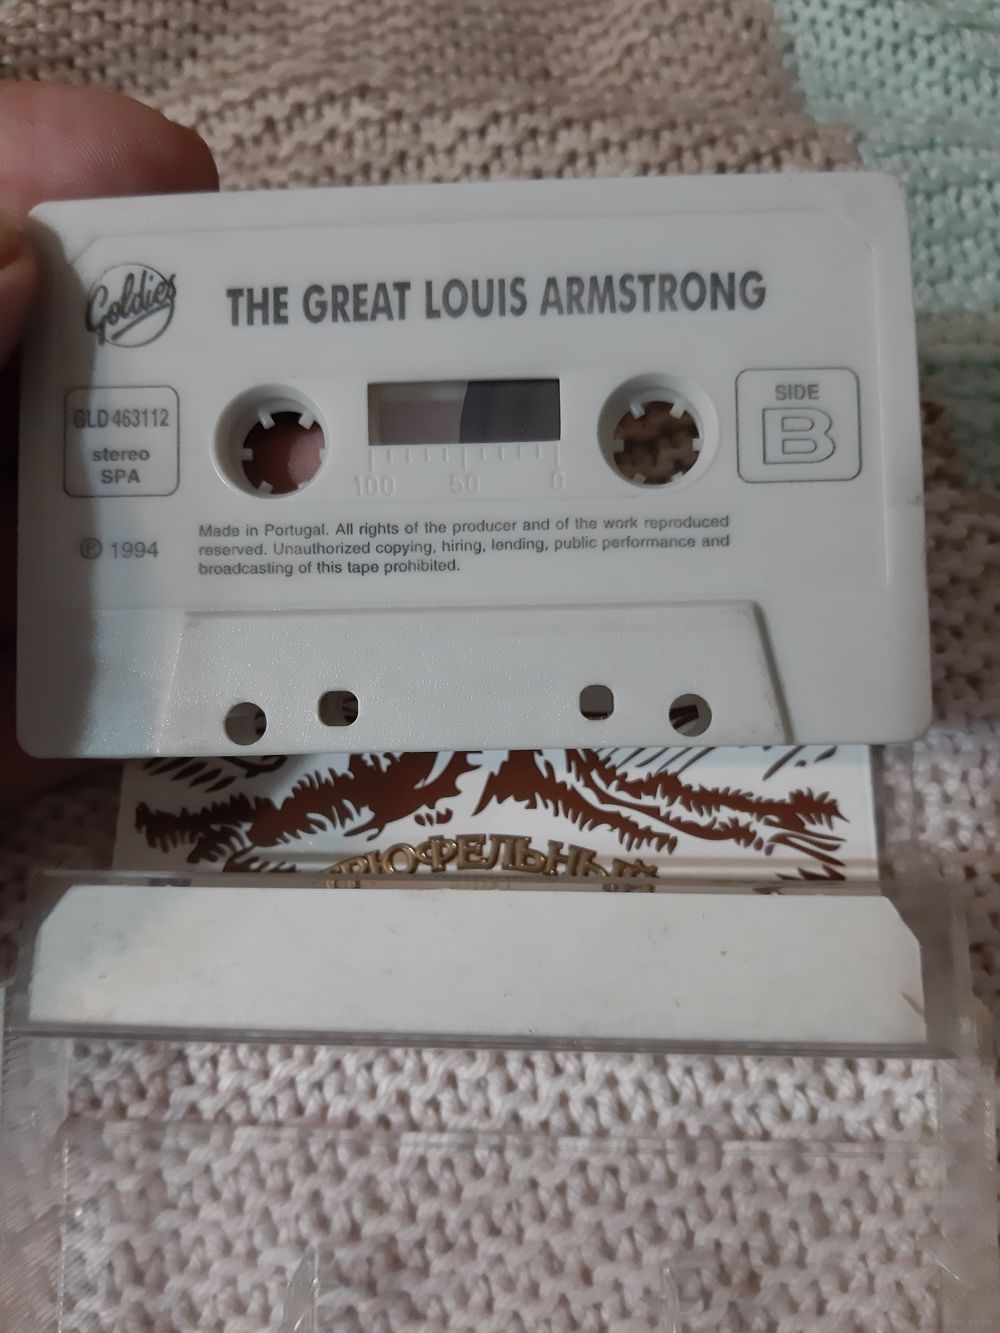 Goldies
THE GREAT LOUIS ARMSTRONG
GLD 463112
stereo
SPA
SIDE
B
100 50 0
℗ 1994
Made in Portugal. All rights of the producer and of the work reproduced
reserved. Unauthorized copying, hiring, lending, public performance and
broadcasting of this tape prohibited.
ТРЮФЕЛЬНЫЙ